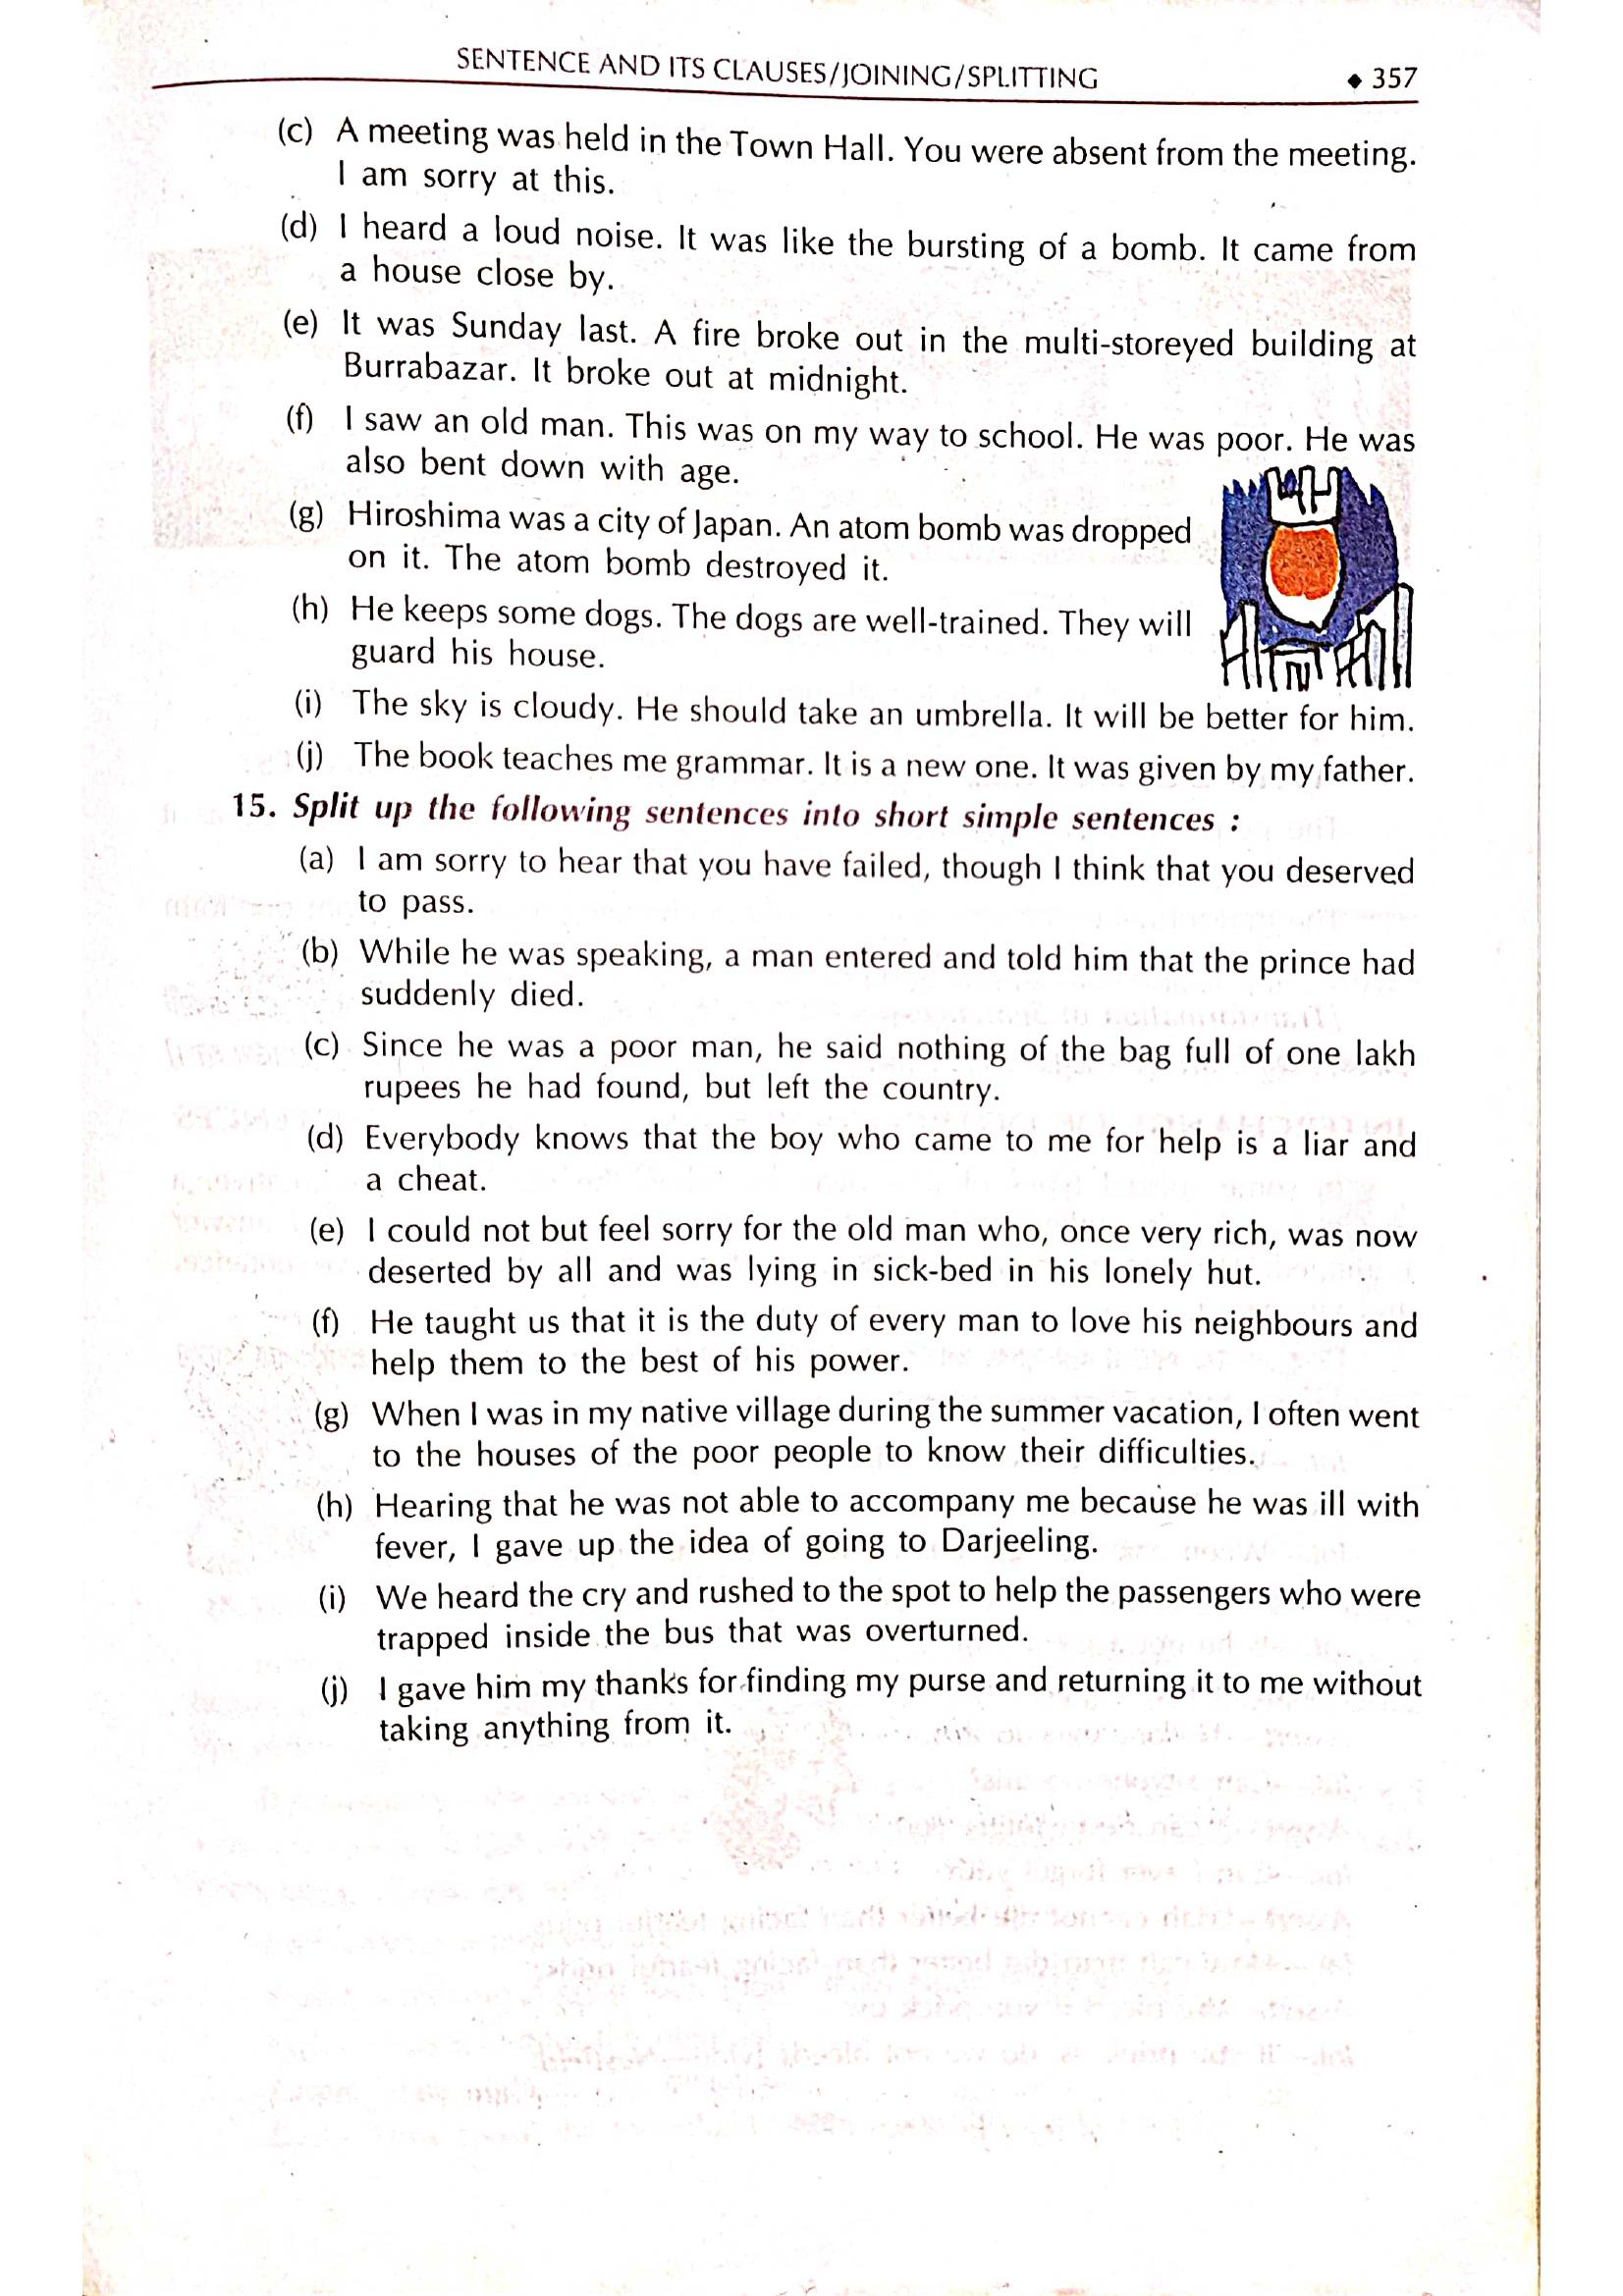 SENTENCE AND ITS CLAUSES/JOINING/SPLITTING ◆ 357
(c) A meeting was held in the Town Hall. You were absent from the meeting.
I am sorry at this.
(d) I heard a loud noise. It was like the bursting of a bomb. It came from
a house close by.
(e) It was Sunday last. A fire broke out in the multi-storeyed building at
Burrabazar. It broke out at midnight.
(f) I saw an old man. This was on my way to school. He was poor. He was
also bent down with age.
(g) Hiroshima was a city of Japan. An atom bomb was dropped
on it. The atom bomb destroyed it.
(h) He keeps some dogs. The dogs are well-trained. They will
guard his house.
(i) The sky is cloudy. He should take an umbrella. It will be better for him.
(j) The book teaches me grammar. It is a new one. It was given by my father.
15. Split up the following sentences into short simple sentences :
(a) I am sorry to hear that you have failed, though I think that you deserved
to pass.
(b) While he was speaking, a man entered and told him that the prince had
suddenly died.
(c) Since he was a poor man, he said nothing of the bag full of one lakh
rupees he had found, but left the country.
(d) Everybody knows that the boy who came to me for help is a liar and
a cheat.
(e) I could not but feel sorry for the old man who, once very rich, was now
deserted by all and was lying in sick-bed in his lonely hut.
(f) He taught us that it is the duty of every man to love his neighbours and
help them to the best of his power.
(g) When I was in my native village during the summer vacation, I often went
to the houses of the poor people to know their difficulties.
(h) Hearing that he was not able to accompany me because he was ill with
fever, I gave up the idea of going to Darjeeling.
(i) We heard the cry and rushed to the spot to help the passengers who were
trapped inside the bus that was overturned.
(j) I gave him my thanks for finding my purse and returning it to me without
taking anything from it.